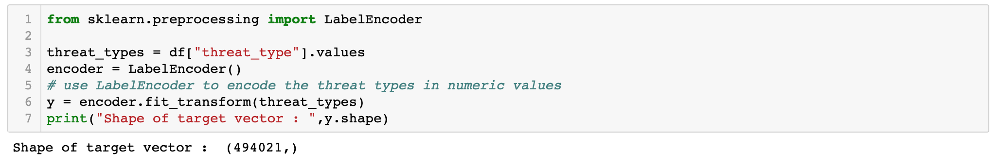 1 from sklearn.preprocessing import LabelEncoder
2
3 threat_types = df["threat_type"].values
4 encoder = LabelEncoder()
5 # use LabelEncoder to encode the threat types in numeric values
6 y = encoder.fit_transform(threat_types)
7 print("Shape of target vector : ",y.shape)
Shape of target vector :  (494021,)